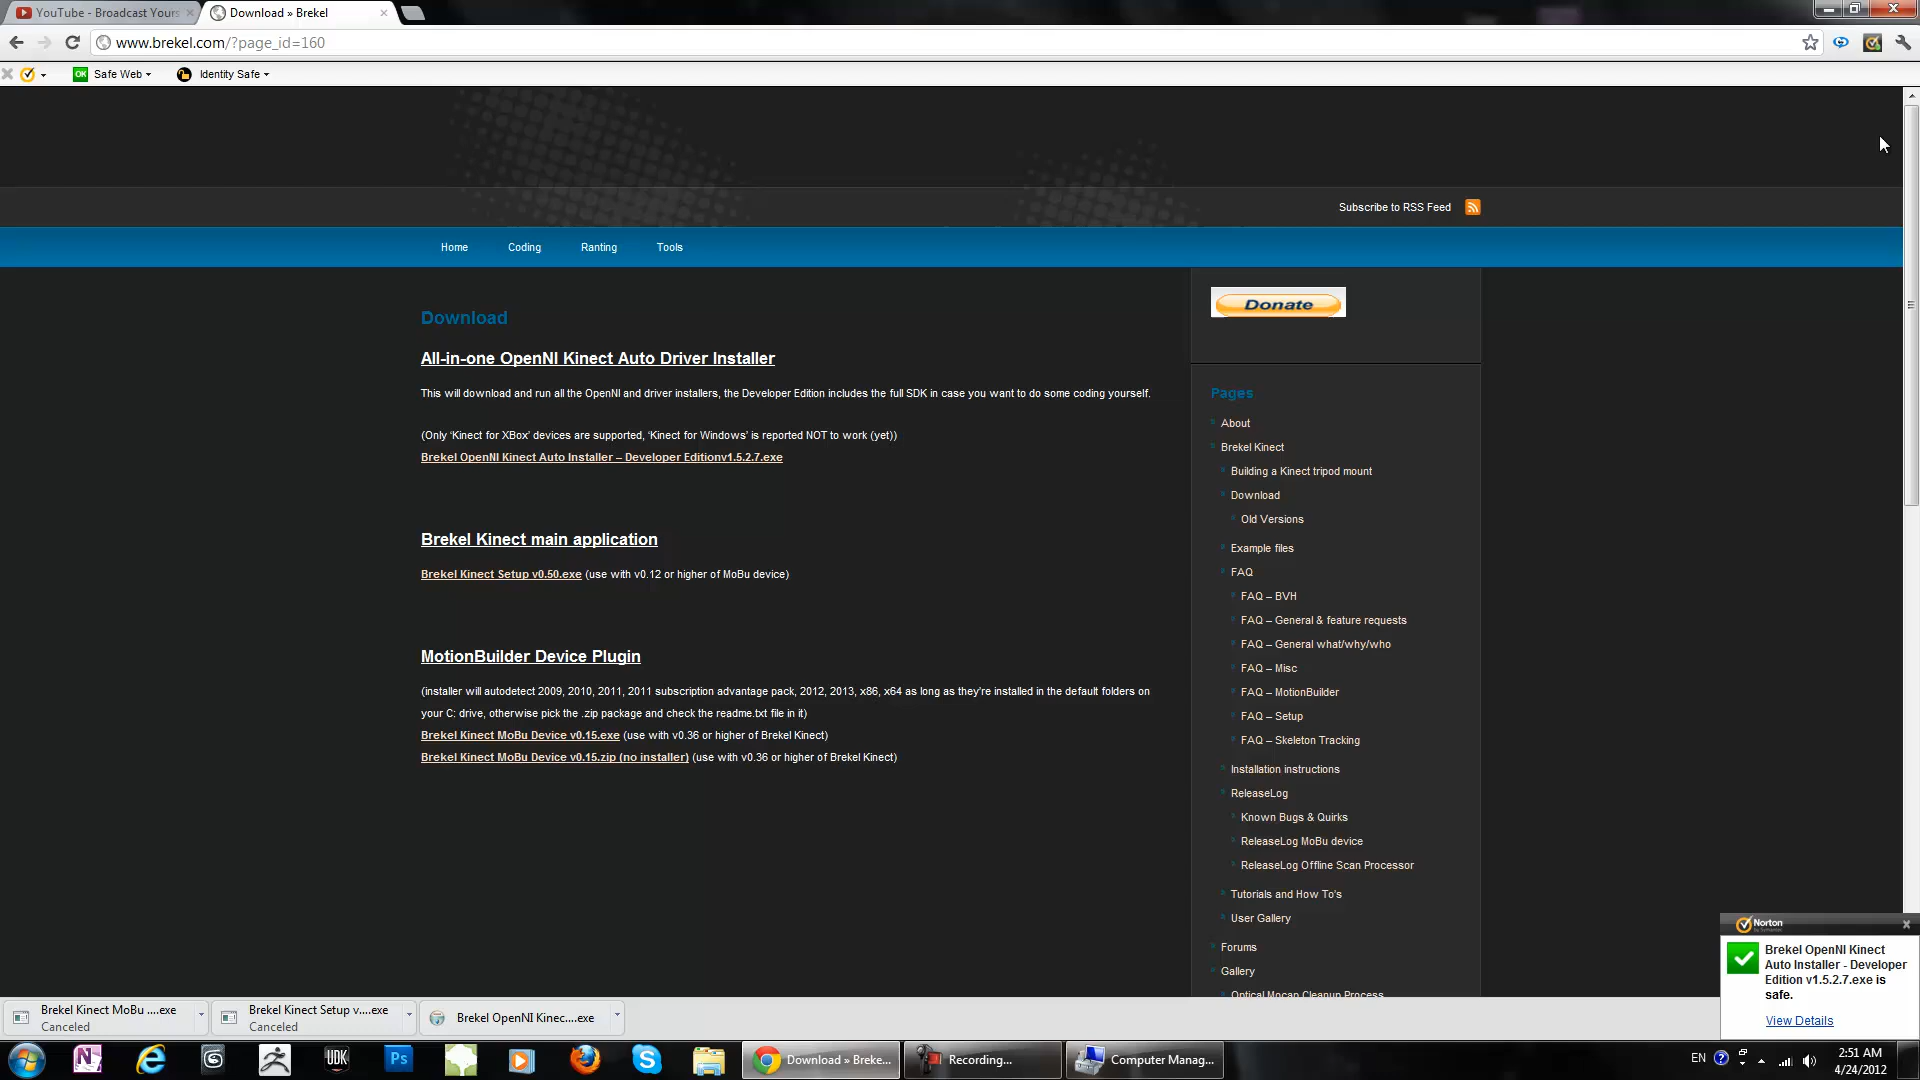 YouTube - Broadcast Yours
Download » Brekel
www.brekel.com/?page_id=160
OK Safe Web
Identity Safe
Subscribe to RSS Feed
Home Coding Ranting Tools
Donate
Download
All-in-one OpenNI Kinect Auto Driver Installer
This will download and run all the OpenNI and driver installers, the Developer Edition includes the full SDK in case you want to do some coding yourself.
(Only ‘Kinect for XBox’ devices are supported, ‘Kinect for Windows’ is reported NOT to work (yet))
Brekel OpenNI Kinect Auto Installer – Developer Editionv1.5.2.7.exe
Brekel Kinect main application
Brekel Kinect Setup v0.50.exe (use with v0.12 or higher of MoBu device)
MotionBuilder Device Plugin
(installer will autodetect 2009, 2010, 2011, 2011 subscription advantage pack, 2012, 2013, x86, x64 as long as they’re installed in the default folders on
your C: drive, otherwise pick the .zip package and check the readme.txt file in it)
Brekel Kinect MoBu Device v0.15.exe (use with v0.36 or higher of Brekel Kinect)
Brekel Kinect MoBu Device v0.15.zip (no installer) (use with v0.36 or higher of Brekel Kinect)
Pages
About
Brekel Kinect
Building a Kinect tripod mount
Download
Old Versions
Example files
FAQ
FAQ – BVH
FAQ – General & feature requests
FAQ – General what/why/who
FAQ – Misc
FAQ – MotionBuilder
FAQ – Setup
FAQ – Skeleton Tracking
Installation instructions
ReleaseLog
Known Bugs & Quirks
ReleaseLog MoBu device
ReleaseLog Offline Scan Processor
Tutorials and How To’s
User Gallery
Forums
Gallery
Optical Mocap Cleanup Process
Norton
Brekel OpenNI Kinect
Auto Installer - Developer
Edition v1.5.2.7.exe is
safe.
View Details
Brekel Kinect MoBu ....exe
Canceled
Brekel Kinect Setup v....exe
Canceled
Brekel OpenNI Kinec....exe
N
UDK
Ps
Download » Breke...
Recording...
Computer Manag...
EN
2:51 AM
4/24/2012